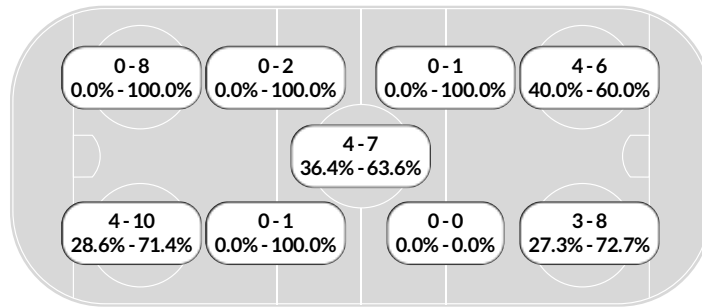 0 - 8
0.0% - 100.0%
0 - 2
0.0% - 100.0%
0 - 1
0.0% - 100.0%
4 - 6
40.0% - 60.0%
4 - 7
36.4% - 63.6%
4 - 10
28.6% - 71.4%
0 - 1
0.0% - 100.0%
0 - 0
0.0% - 0.0%
3 - 8
27.3% - 72.7%